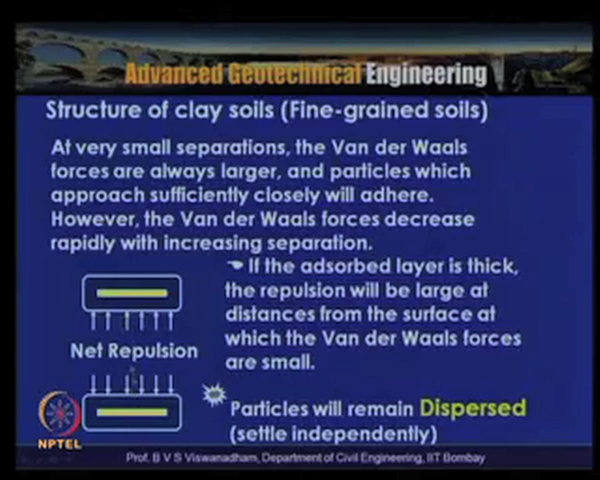 Advanced Geotechnical Engineering
Structure of clay soils (Fine-grained soils)
At very small separations, the Van der Waals
forces are always larger, and particles which
approach sufficiently closely will adhere.
However, the Van der Waals forces decrease
rapidly with increasing separation.
If the adsorbed layer is thick,
the repulsion will be large at
distances from the surface at
which the Van der Waals forces
are small.
Net Repulsion
Particles will remain Dispersed
(settle independently)
NPTEL
Prof. B V S Viswanadham, Department of Civil Engineering, IIT Bombay